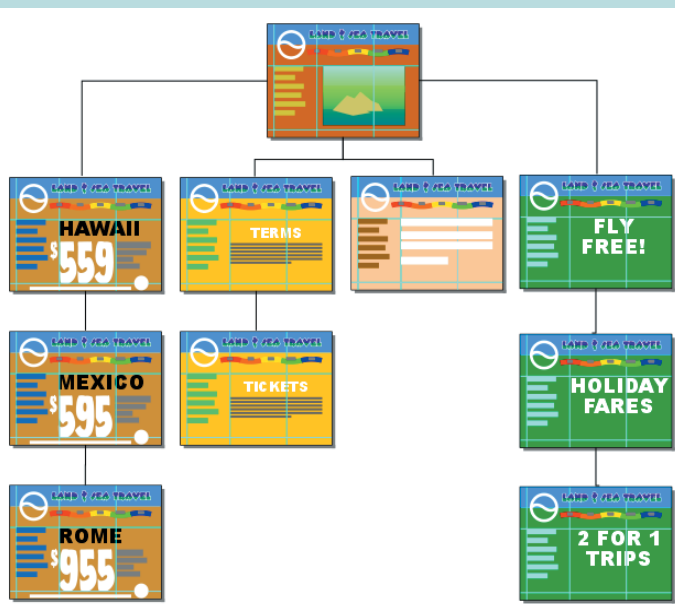 LAND & SEA TRAVEL
LAND & SEA TRAVEL
HAWAII
$559
LAND & SEA TRAVEL
TERMS
LAND & SEA TRAVEL
LAND & SEA TRAVEL
FLY
FREE!
LAND & SEA TRAVEL
MEXICO
$595
LAND & SEA TRAVEL
TICKETS
LAND & SEA TRAVEL
HOLIDAY
FARES
LAND & SEA TRAVEL
ROME
$955
LAND & SEA TRAVEL
2 FOR 1
TRIPS